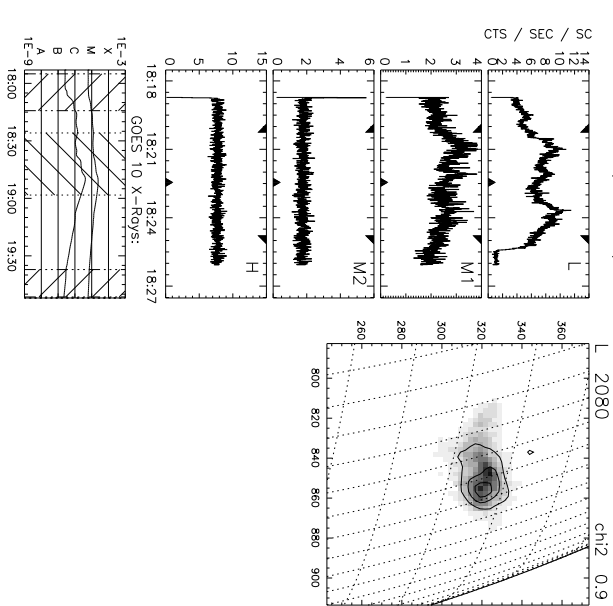 CTS / SEC / SC
14
12
10
8
6
4
2
0
L
4
3
2
1
0
M1
6
4
2
0
M2
15
10
5
0
H
18:18 18:21 18:24 18:27
GOES 10 X-Rays:
1E-3
X
M
C
B
A
1E-9
18:00 18:30 19:00 19:30
L 2080 chi2 0.9
360
340
320
300
280
260
800 820 840 860 880 900